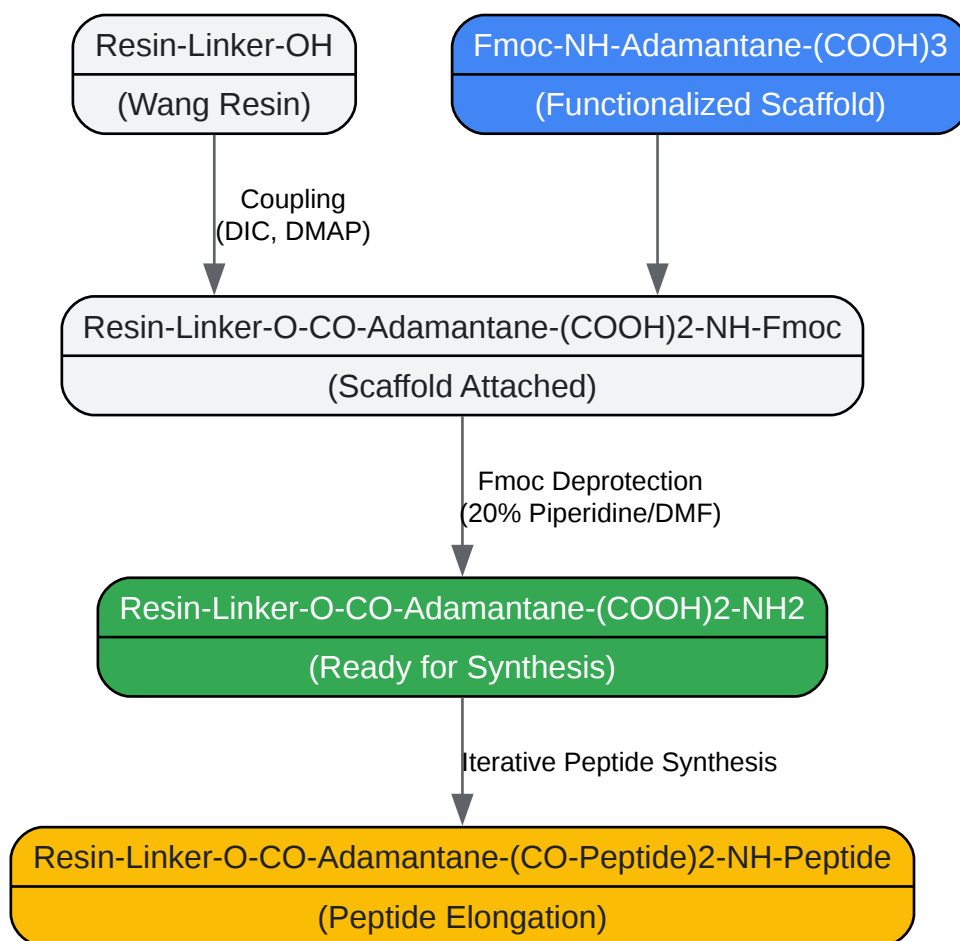 Resin-Linker-OH
(Wang Resin)
Fmoc-NH-Adamantane-(COOH)3
(Functionalized Scaffold)
Coupling
(DIC, DMAP)
Resin-Linker-O-CO-Adamantane-(COOH)2-NH-Fmoc
(Scaffold Attached)
Fmoc Deprotection
(20% Piperidine/DMF)
Resin-Linker-O-CO-Adamantane-(COOH)2-NH2
(Ready for Synthesis)
Iterative Peptide Synthesis
Resin-Linker-O-CO-Adamantane-(CO-Peptide)2-NH-Peptide
(Peptide Elongation)